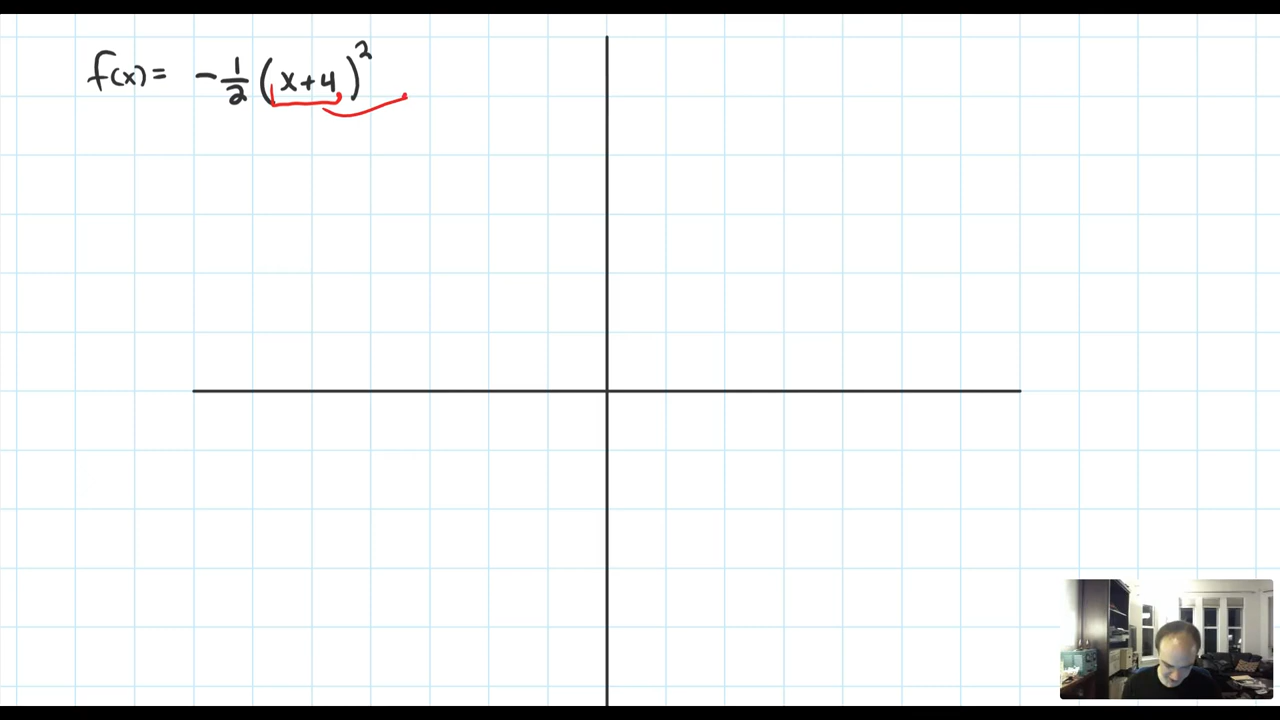 f(x) = -1/2 (x+4)²